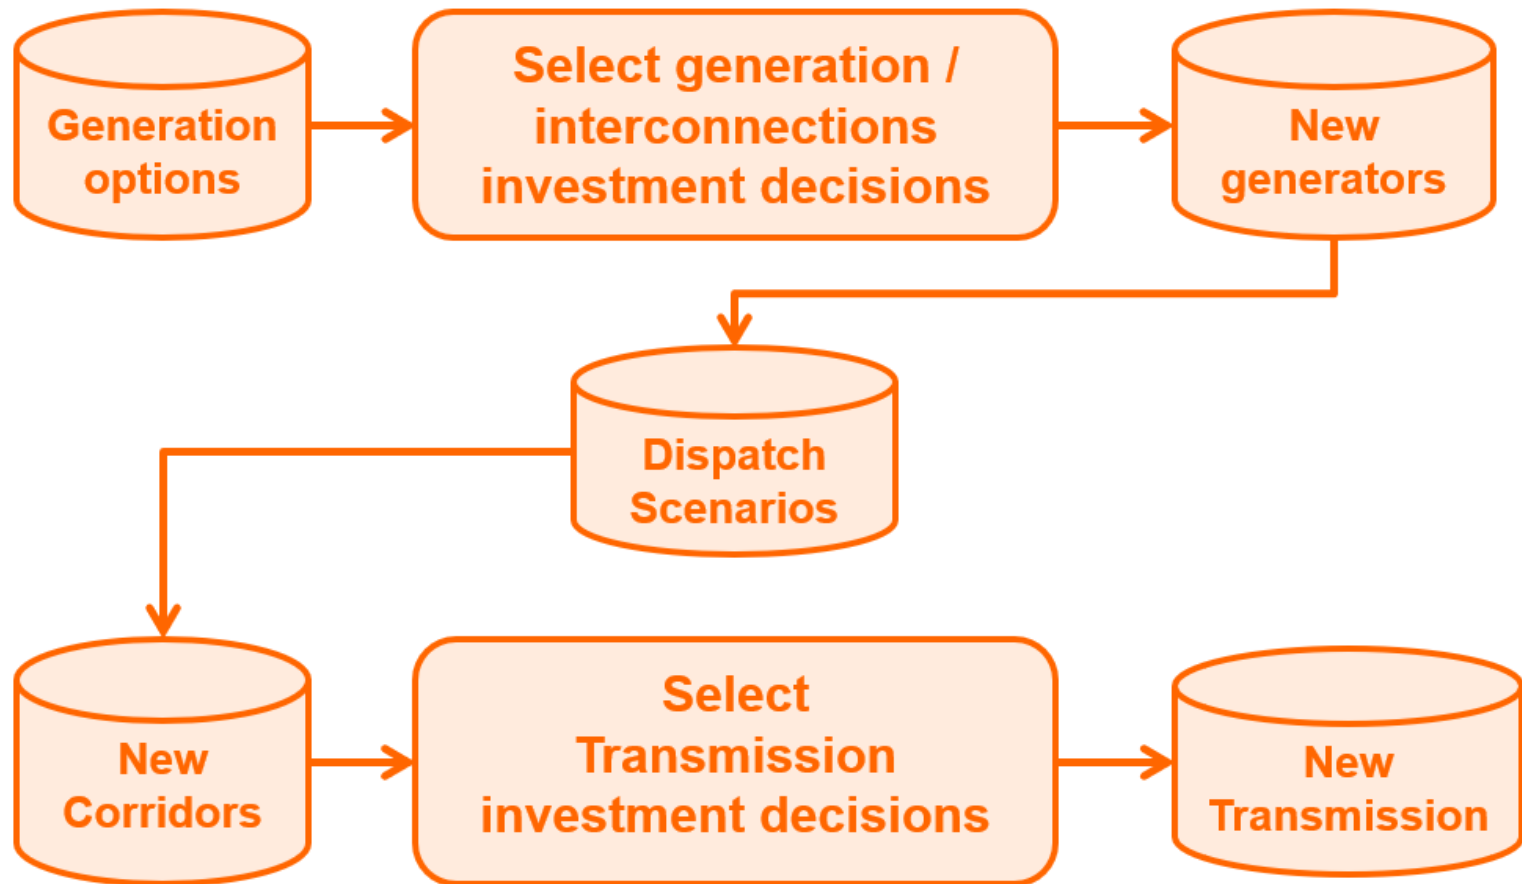 Generation
options
Select generation /
interconnections
investment decisions
New
generators
Dispatch
Scenarios
New
Corridors
Select
Transmission
investment decisions
New
Transmission